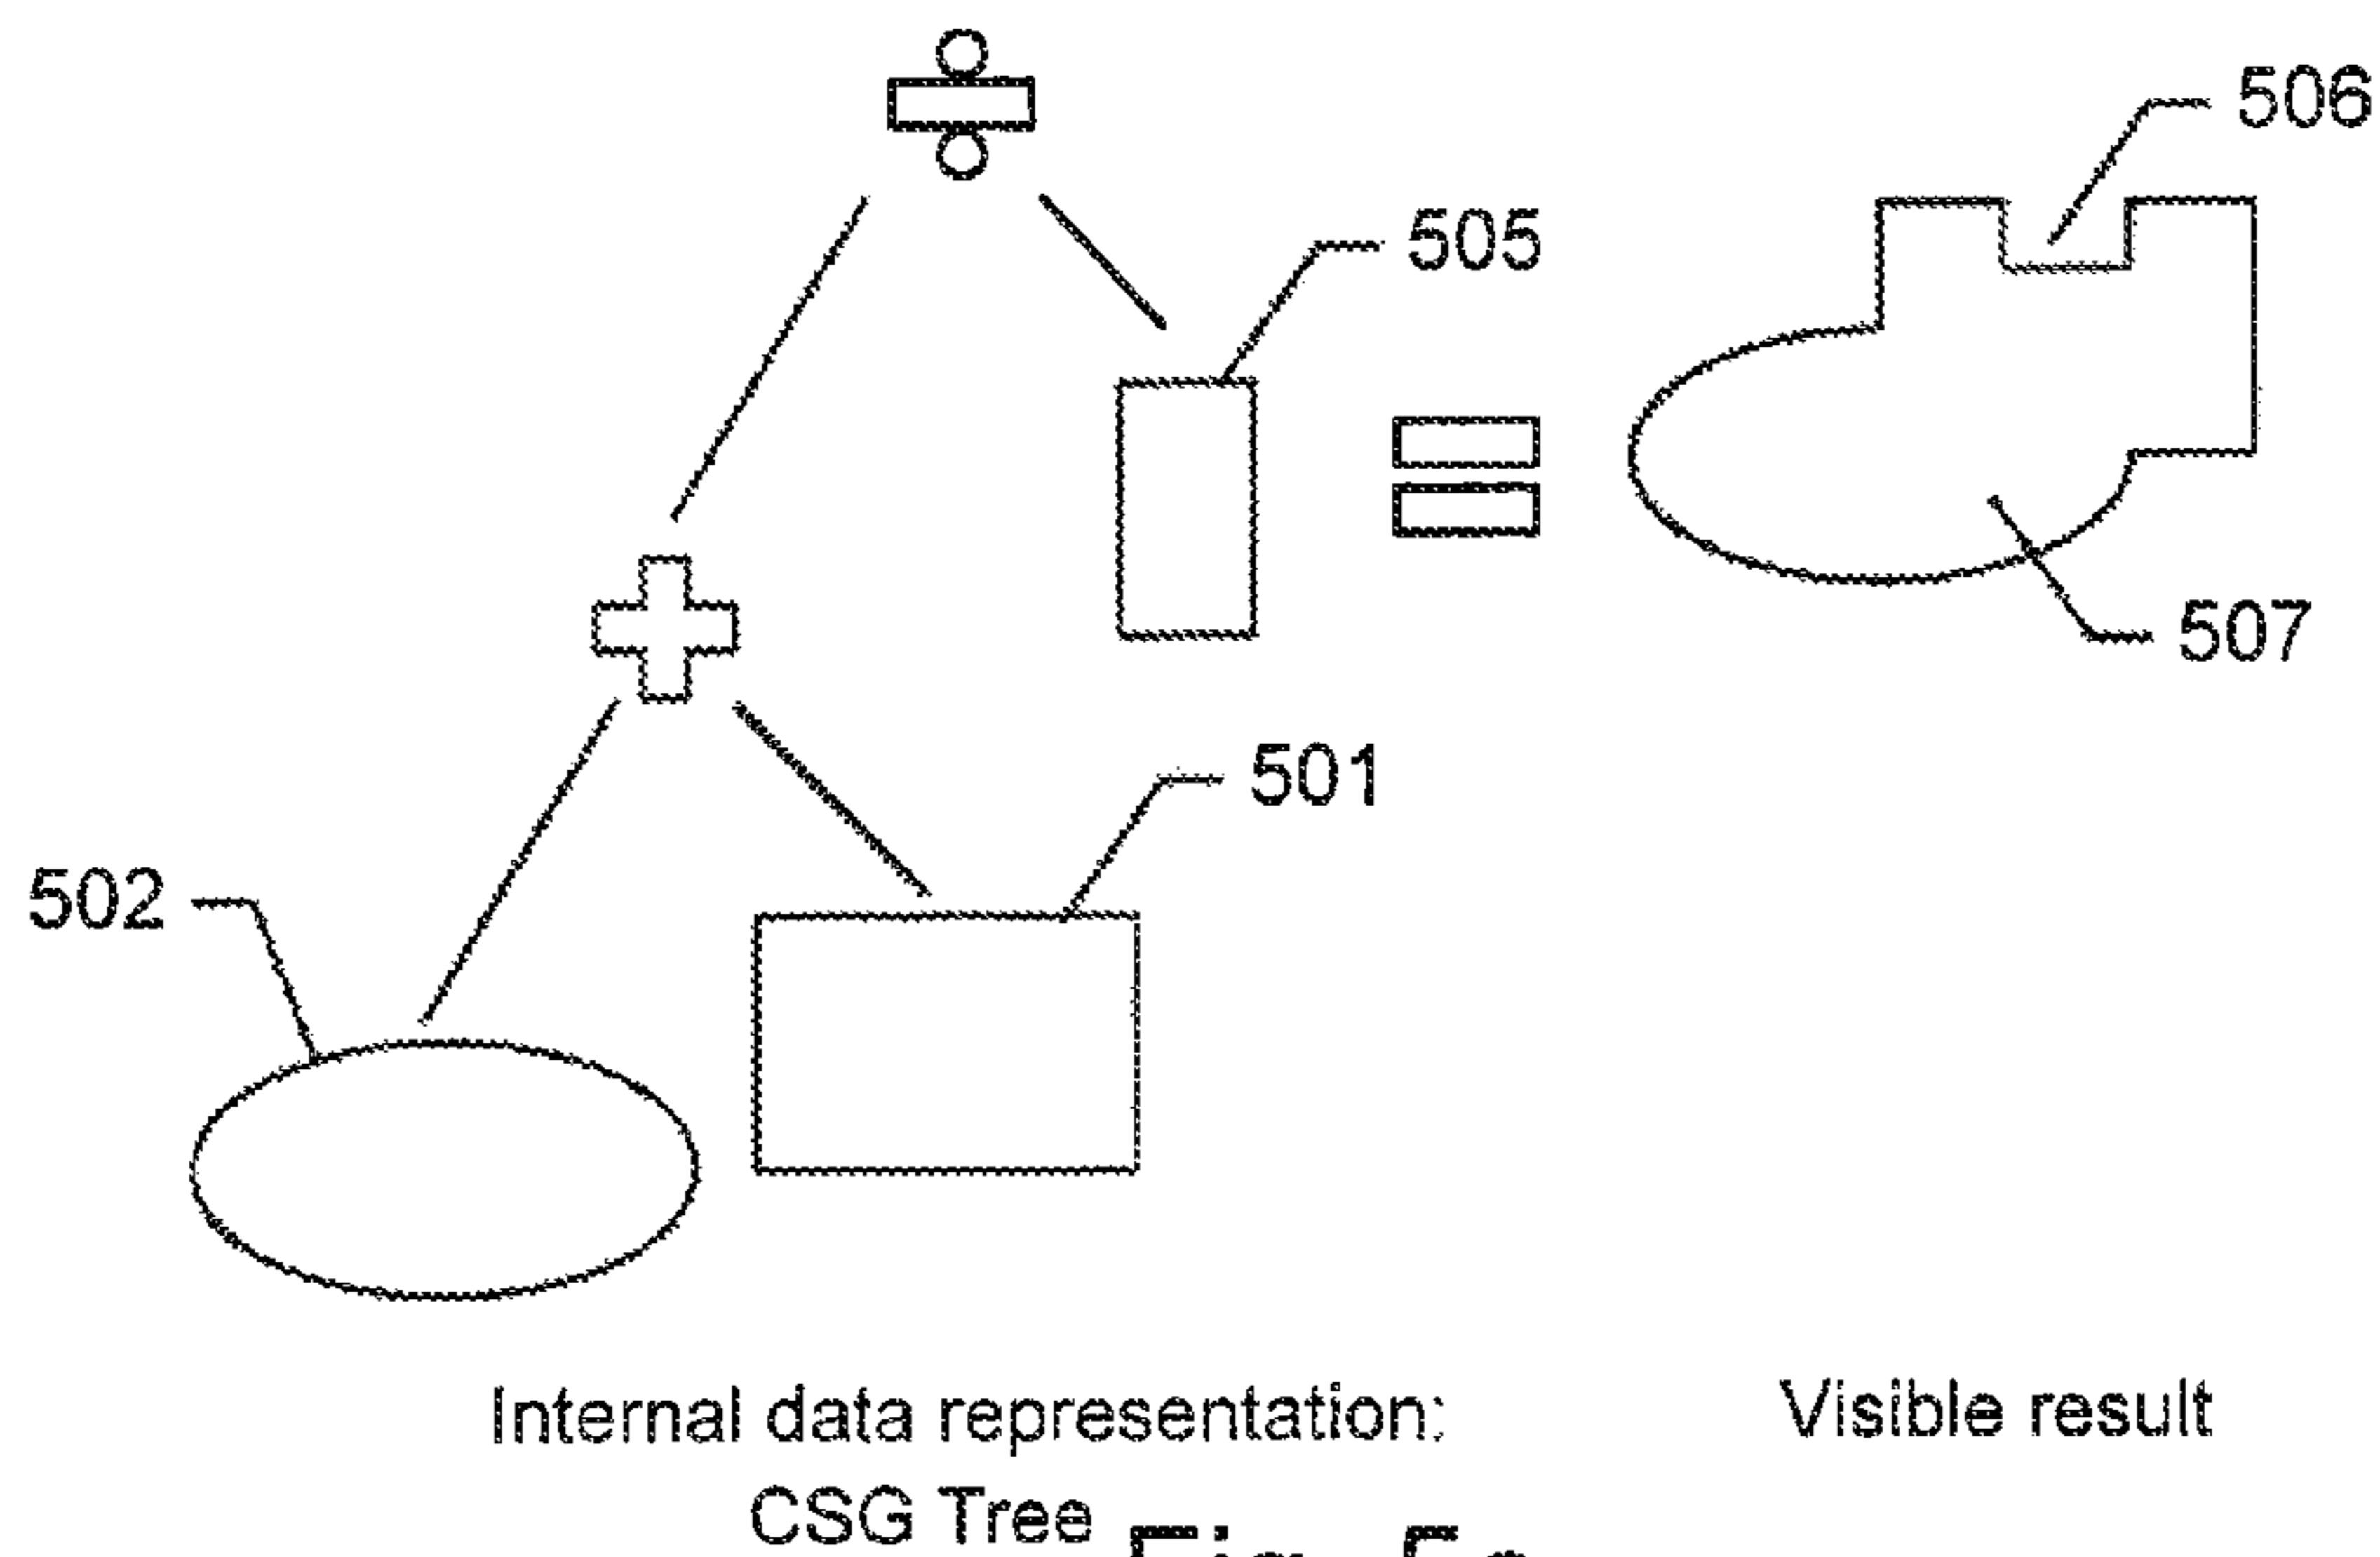 506
505
507
501
502
Internal data representation:
Visible result
CSG Tree